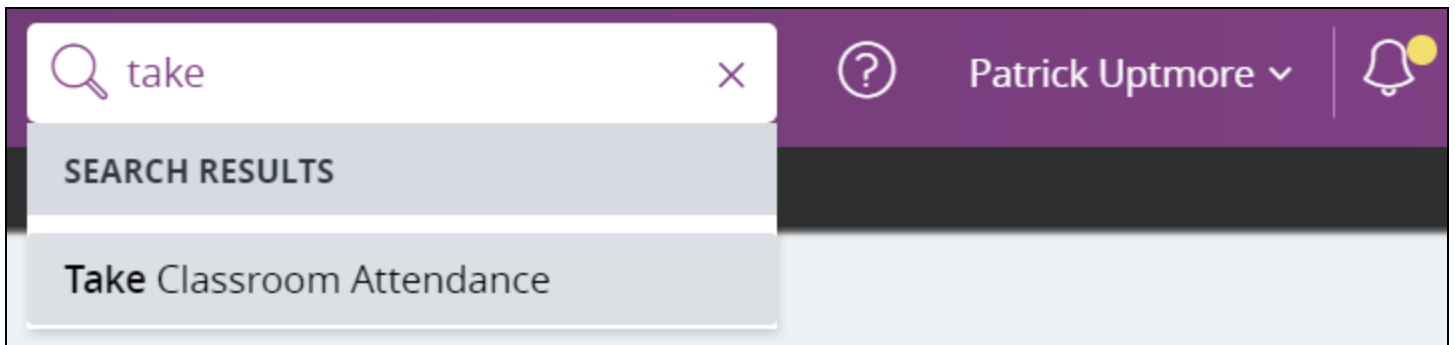 take
Patrick Uptmore
SEARCH RESULTS
Take Classroom Attendance